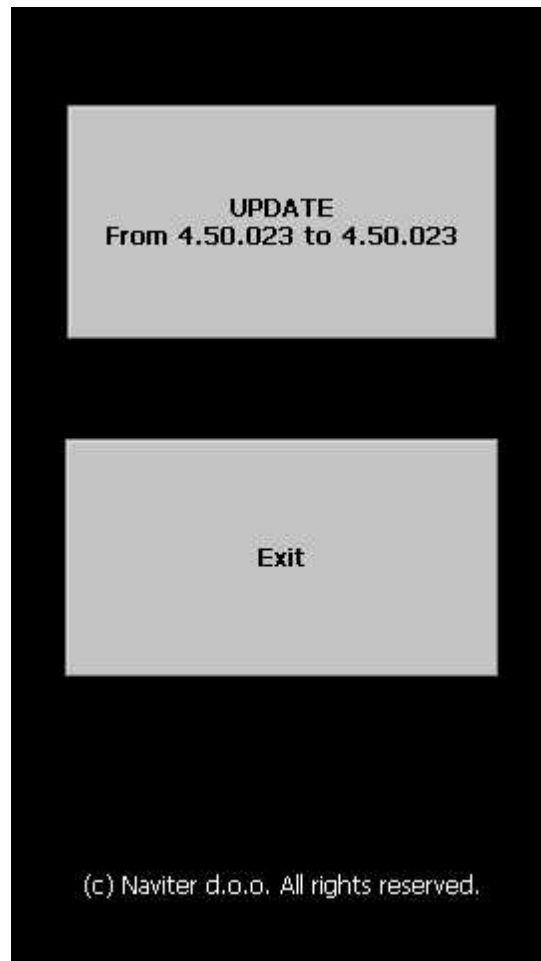 UPDATE
From 4.50.023 to 4.50.023
Exit
(c) Naviter d.o.o. All rights reserved.